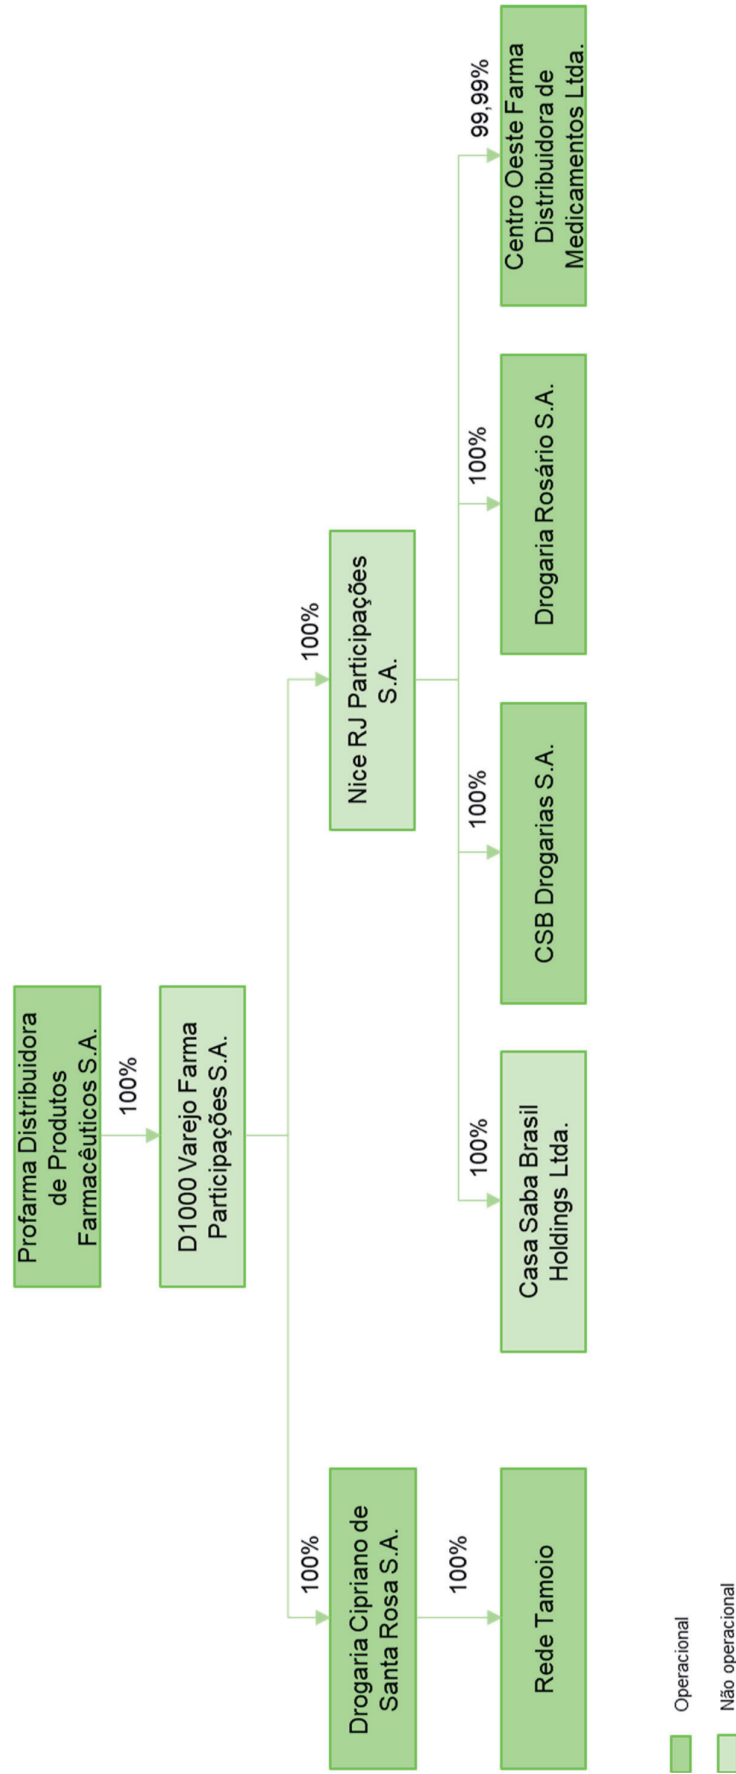 Profarma Distribuidora
de Produtos
Farmacêuticos S.A.
100%
D1000 Varejo Farma
Participações S.A.
100%
100%
Drogaria Cipriano de
Santa Rosa S.A.
Nice RJ Participações
S.A.
100%
100%
100%
100%
99,99%
Rede Tamoio
Casa Saba Brasil
Holdings Ltda.
CSB Drogarias S.A.
Drogaria Rosário S.A.
Centro Oeste Farma
Distribuidora de
Medicamentos Ltda.
Operacional
Não operacional